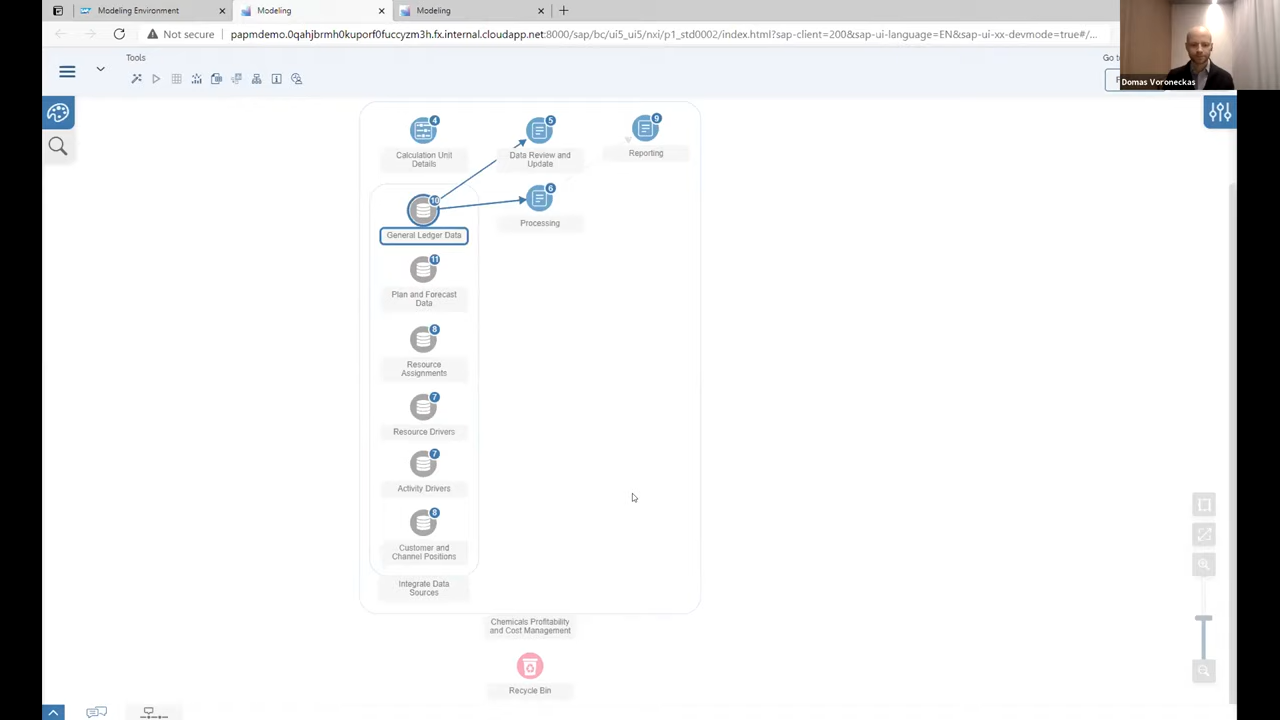 Modeling Environment
Modeling
Modeling
Not secure
papmdemo.0qahjbrmh0kuporf0fuccyzm3h.fx.internal.cloudapp.net:8000/sap/bc/ui5_ui5/nxi/p1_std0002/index.html?sap-client=200&sap-ui-language=EN&sap-ui-xx-devmode=true#/...
Domas Voroneckas
Tools
Go to
4
5
9
Calculation Unit
Details
Data Review and
Update
Reporting
10
6
General Ledger Data
Processing
11
Plan and Forecast
Data
8
Resource
Assignments
7
Resource Drivers
7
Activity Drivers
8
Customer and
Channel Positions
Integrate Data
Sources
Chemicals Profitability
and Cost Management
Recycle Bin